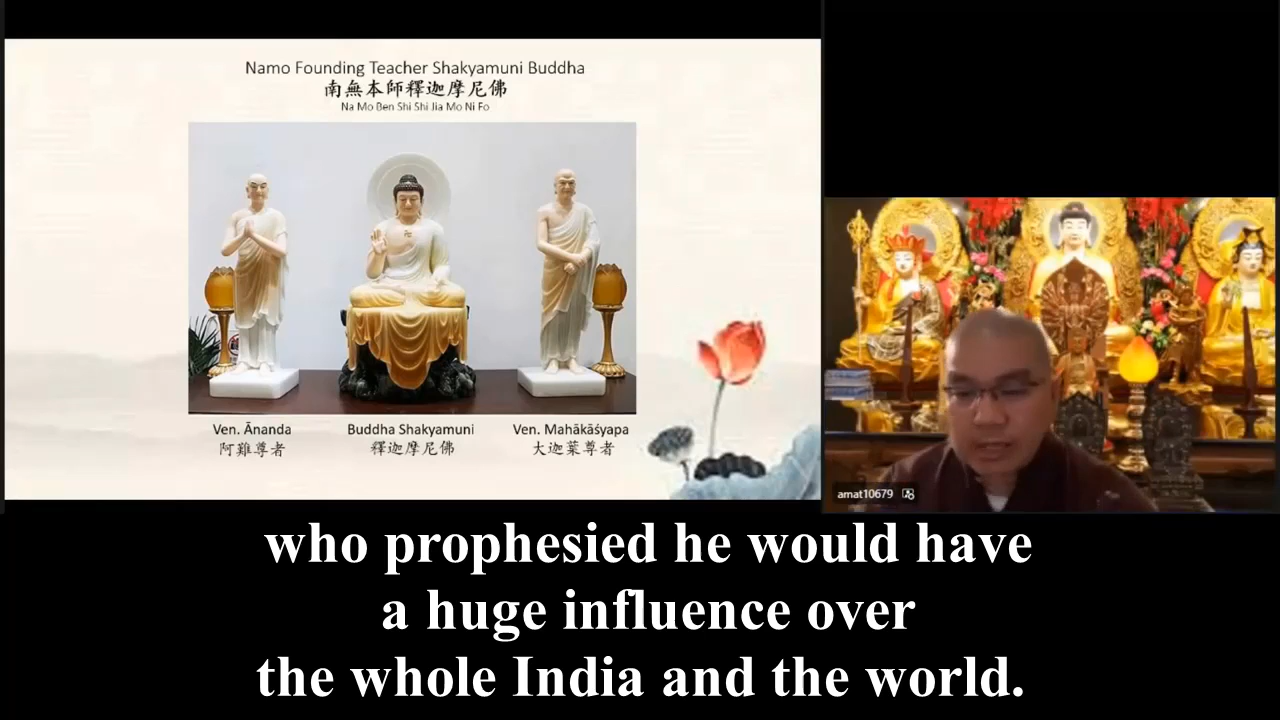 Namo Founding Teacher Shakyamuni Buddha
南無本師釋迦摩尼佛
Na Mo Ben Shi Shi Jia Mo Ni Fo
Ven. Ānanda
阿難尊者
Buddha Shakyamuni
釋迦摩尼佛
Ven. Mahākāśyapa
大迦葉尊者
amat10679
who prophesied he would have
a huge influence over
the whole India and the world.